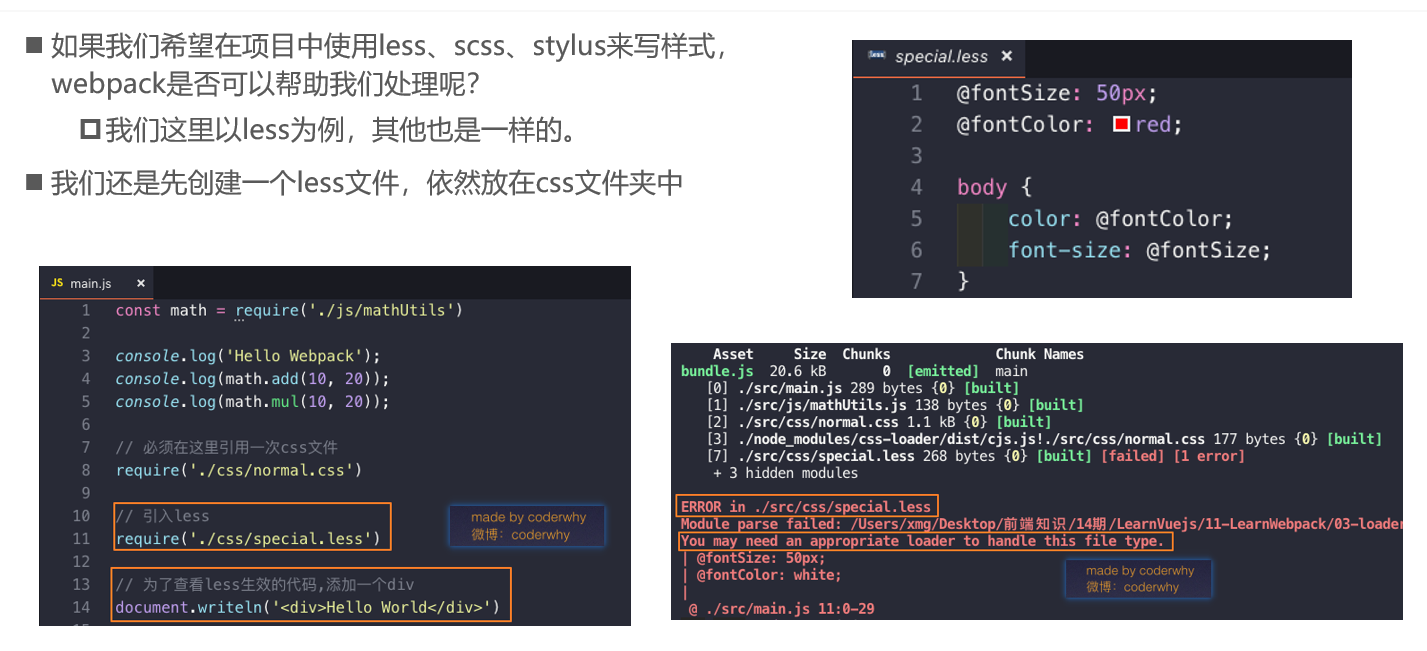 如果我们希望在项目中使用less、scss、stylus来写样式，
webpack是否可以帮助我们处理呢？
我们这里以less为例，其他也是一样的。
我们还是先创建一个less文件，依然放在css文件夹中
special.less ×
1 @fontSize: 50px;
2 @fontColor: red;
3
4 body {
5 color: @fontColor;
6 font-size: @fontSize;
7 }
JS main.js ×
1 const math = require('./js/mathUtils')
2
3 console.log('Hello Webpack');
4 console.log(math.add(10, 20));
5 console.log(math.mul(10, 20));
6
7 // 必须在这里引用一次css文件
8 require('./css/normal.css')
9
10 // 引入less
11 require('./css/special.less')
12
13 // 为了查看less生效的代码,添加一个div
14 document.writeln('<div>Hello World</div>')
made by coderwhy
微博：coderwhy
Asset Size Chunks Chunk Names
bundle.js 20.6 kB 0 [emitted] main
[0] ./src/main.js 289 bytes {0} [built]
[1] ./src/js/mathUtils.js 138 bytes {0} [built]
[2] ./src/css/normal.css 1.1 kB {0} [built]
[3] ./node_modules/css-loader/dist/cjs.js!./src/css/normal.css 177 bytes {0} [built]
[7] ./src/css/special.less 268 bytes {0} [built] [failed] [1 error]
+ 3 hidden modules
ERROR in ./src/css/special.less
Module parse failed: /Users/xmg/Desktop/前端知识/14期/LearnVuejs/11-LearnWebpack/03-loader
You may need an appropriate loader to handle this file type.
| @fontSize: 50px;
| @fontColor: white;
|
@ ./src/main.js 11:0-29
made by coderwhy
微博：coderwhy